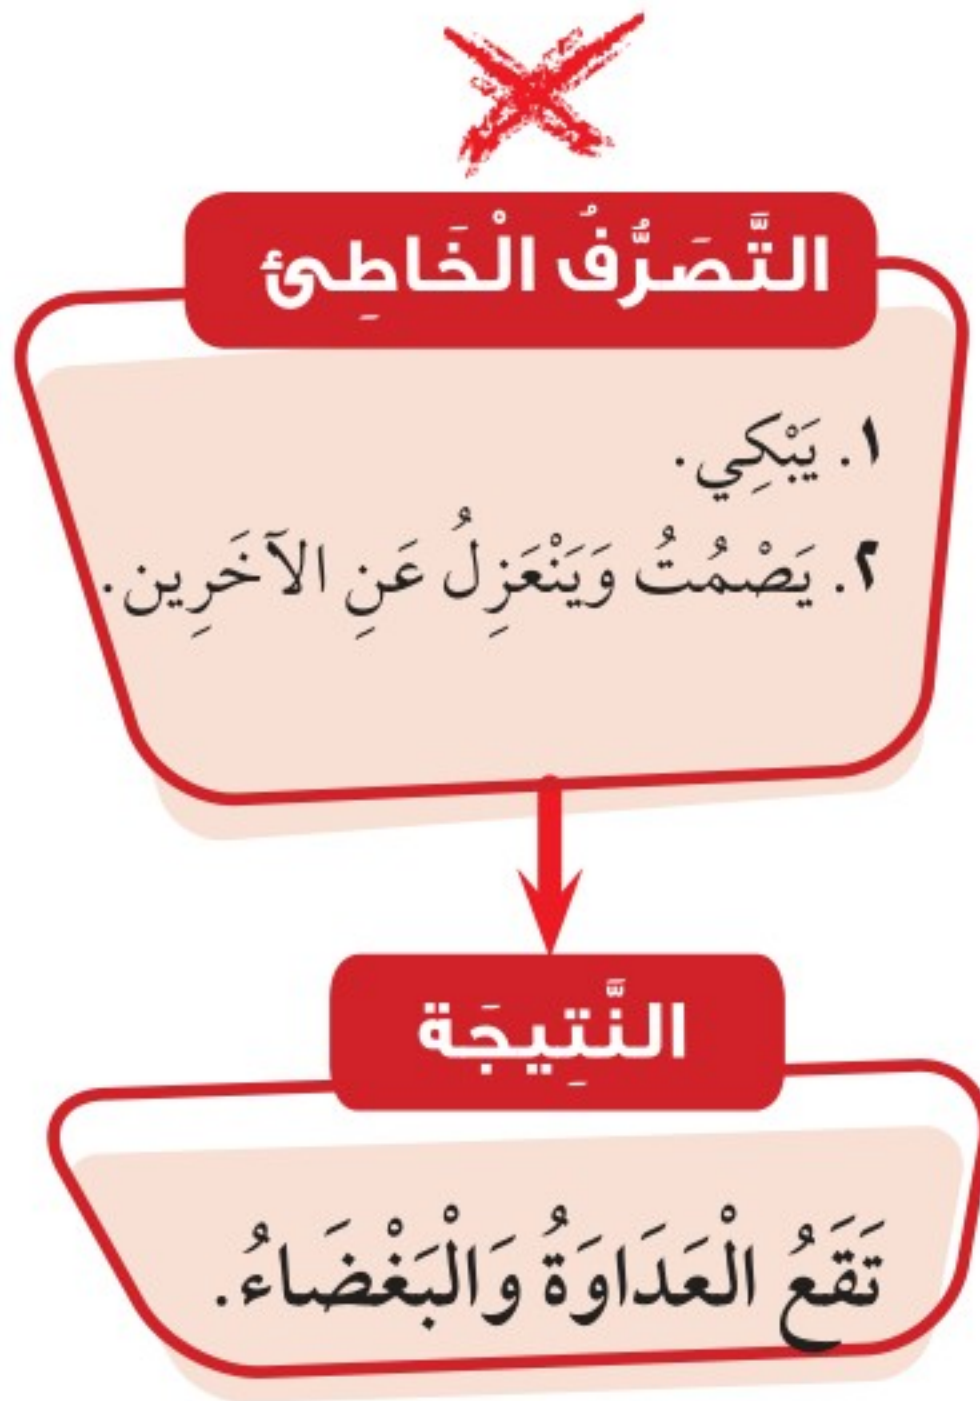 التَّصَرُّفُ الْخَاطِئ
١. يَبْكِي.
٢. يَصْمُتُ وَيَنْعَزِلُ عَنِ الآخَرِين.
النَّتِيجَة
تَقَعُ الْعَدَاوَةُ وَالْبَغْضَاءُ.